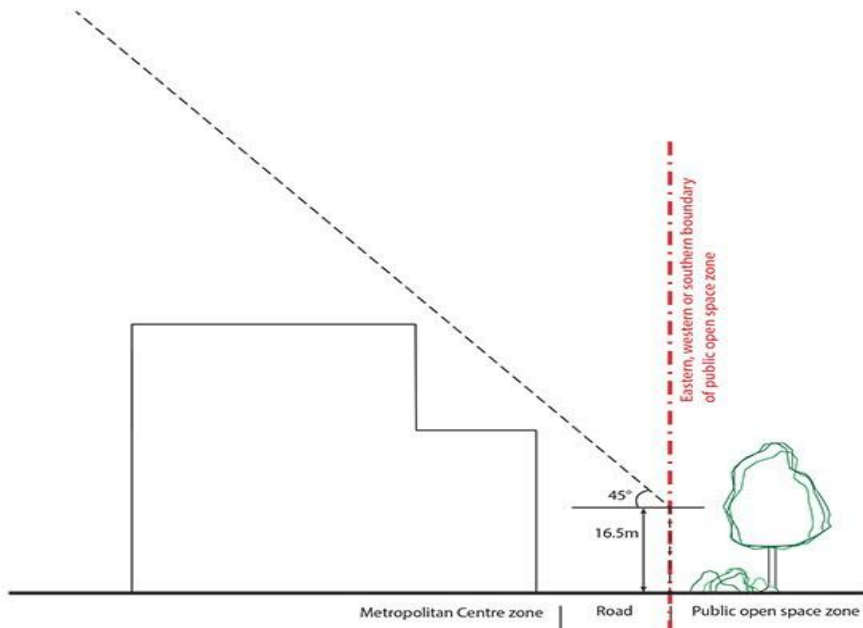 Eastern, western or southern boundary
of public open space zone
45°
16.5m
Metropolitan Centre zone
Road
Public open space zone